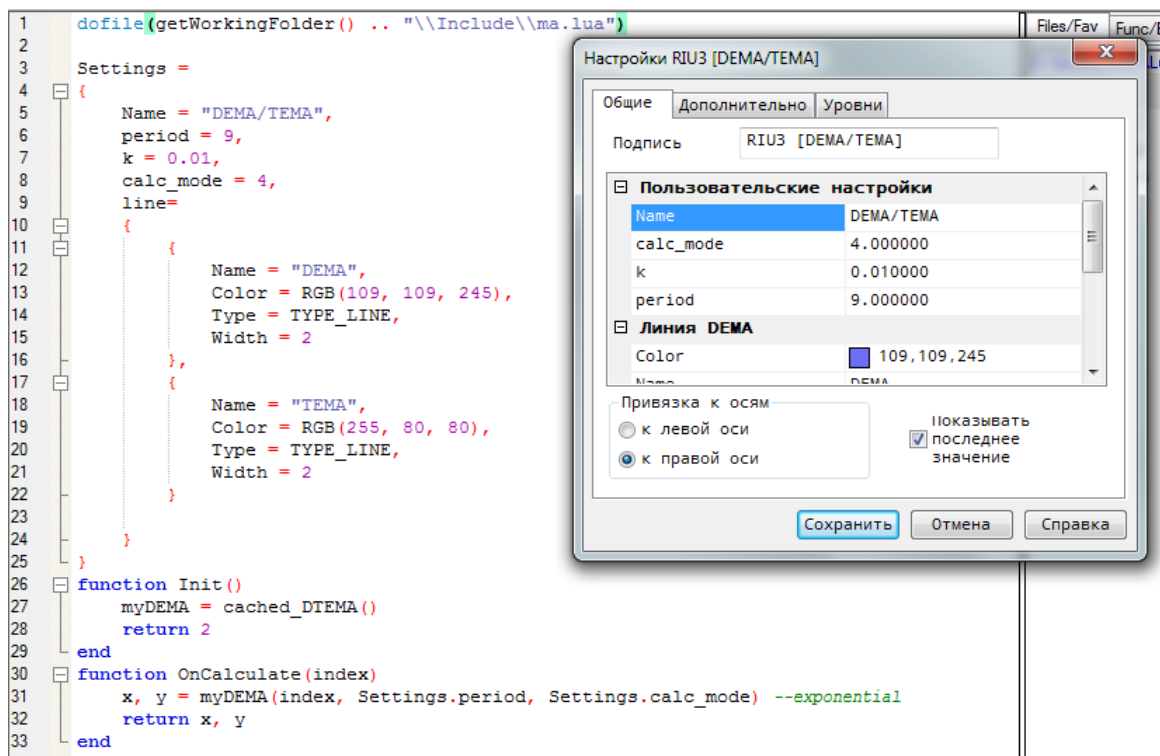 1 dofile(getWorkingFolder() .. "\\Include\\ma.lua")
2
3 Settings =
4 {
5 Name = "DEMA/TEMA",
6 period = 9,
7 k = 0.01,
8 calc_mode = 4,
9 line=
10 {
11 {
12 Name = "DEMA",
13 Color = RGB(109, 109, 245),
14 Type = TYPE_LINE,
15 Width = 2
16 },
17 {
18 Name = "TEMA",
19 Color = RGB(255, 80, 80),
20 Type = TYPE_LINE,
21 Width = 2
22 }
23
24 }
25 }
26 function Init()
27 myDEMA = cached_DTEMA()
28 return 2
29 end
30 function OnCalculate(index)
31 x, y = myDEMA(index, Settings.period, Settings.calc_mode) --exponential
32 return x, y
33 end
Files/Fav Func/
Настройки RIU3 [DEMA/TEMA]
Общие Дополнительно Уровни
Подпись RIU3 [DEMA/TEMA]
Пользовательские настройки
Name DEMA/TEMA
calc_mode 4.000000
k 0.010000
period 9.000000
Линия DEMA
Color 109,109,245
Name DEMA
Привязка к осям
к левой оси
к правой оси
Показывать
последнее
значение
Сохранить Отмена Справка